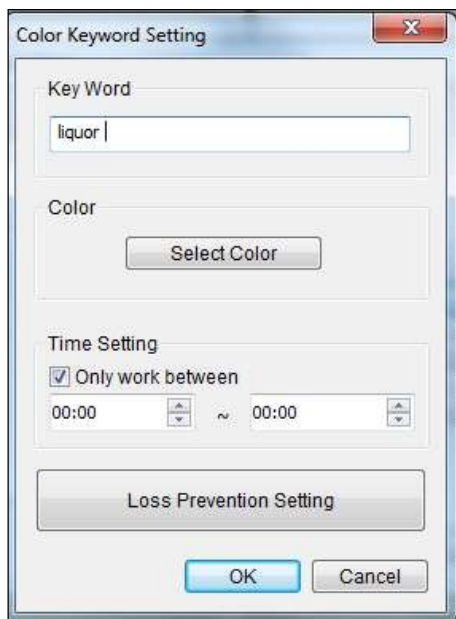 Color Keyword Setting
Key Word
liquor
Color
Select Color
Time Setting
Only work between
00:00 ~ 00:00
Loss Prevention Setting
OK Cancel